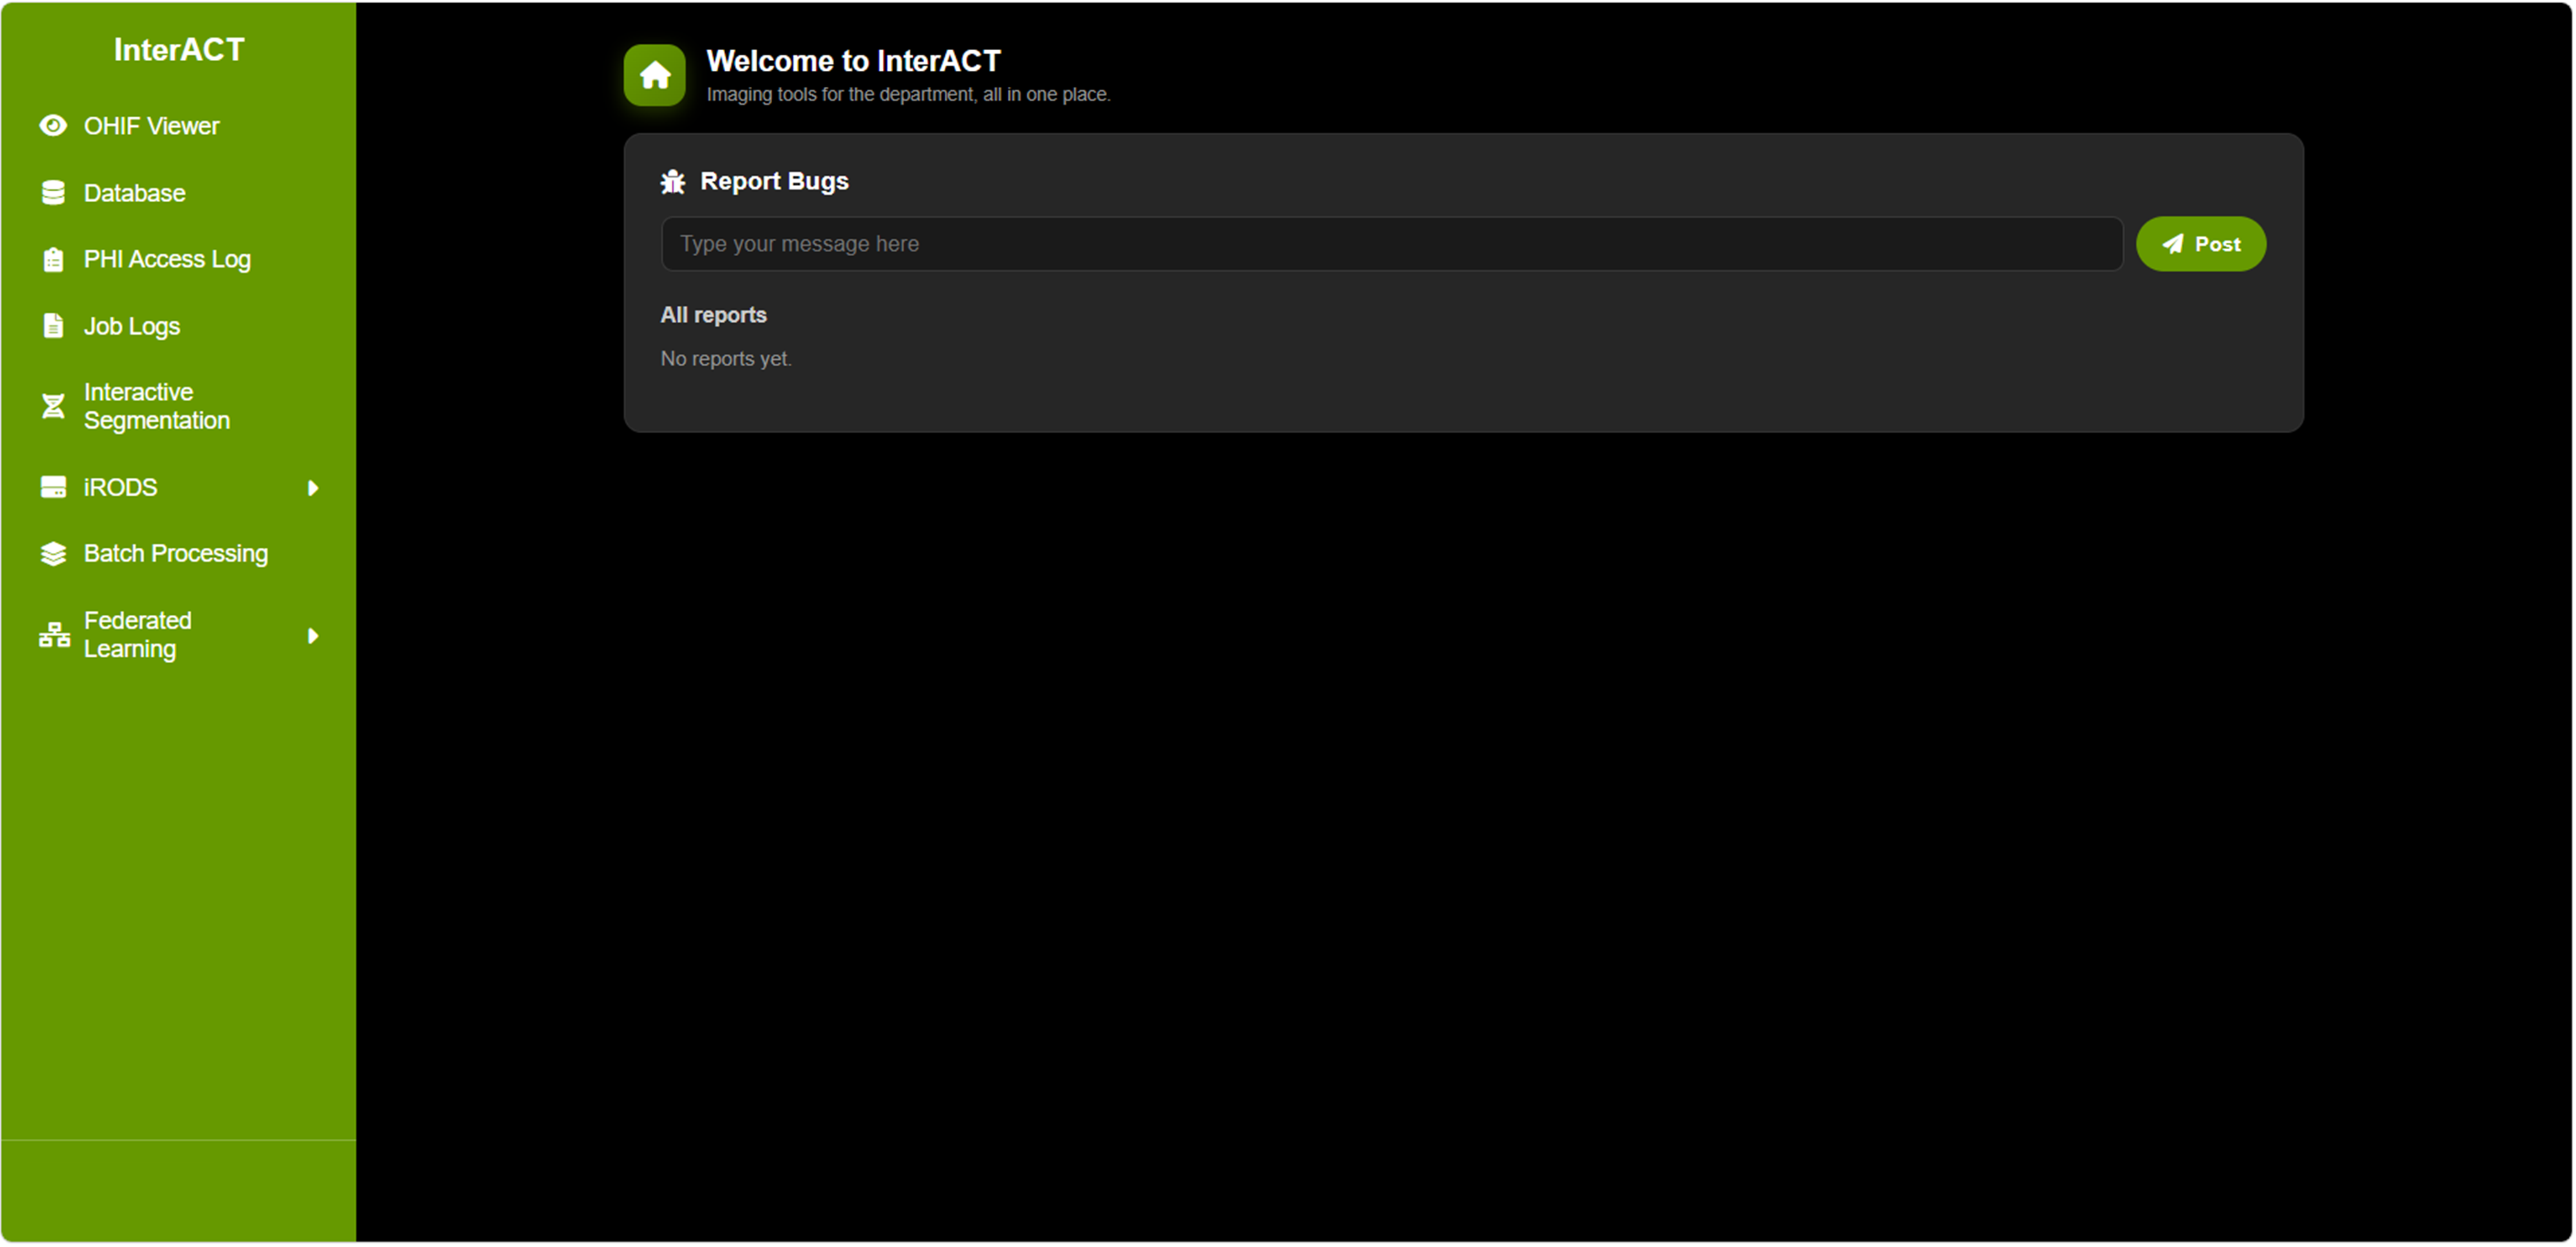 InterACT
OHIF Viewer
Database
PHI Access Log
Job Logs
Interactive
Segmentation
iRODS
Batch Processing
Federated
Learning
Welcome to InterACT
Imaging tools for the department, all in one place.
Report Bugs
Type your message here
Post
All reports
No reports yet.